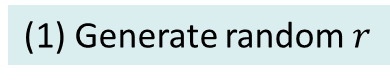 (1) Generate random r